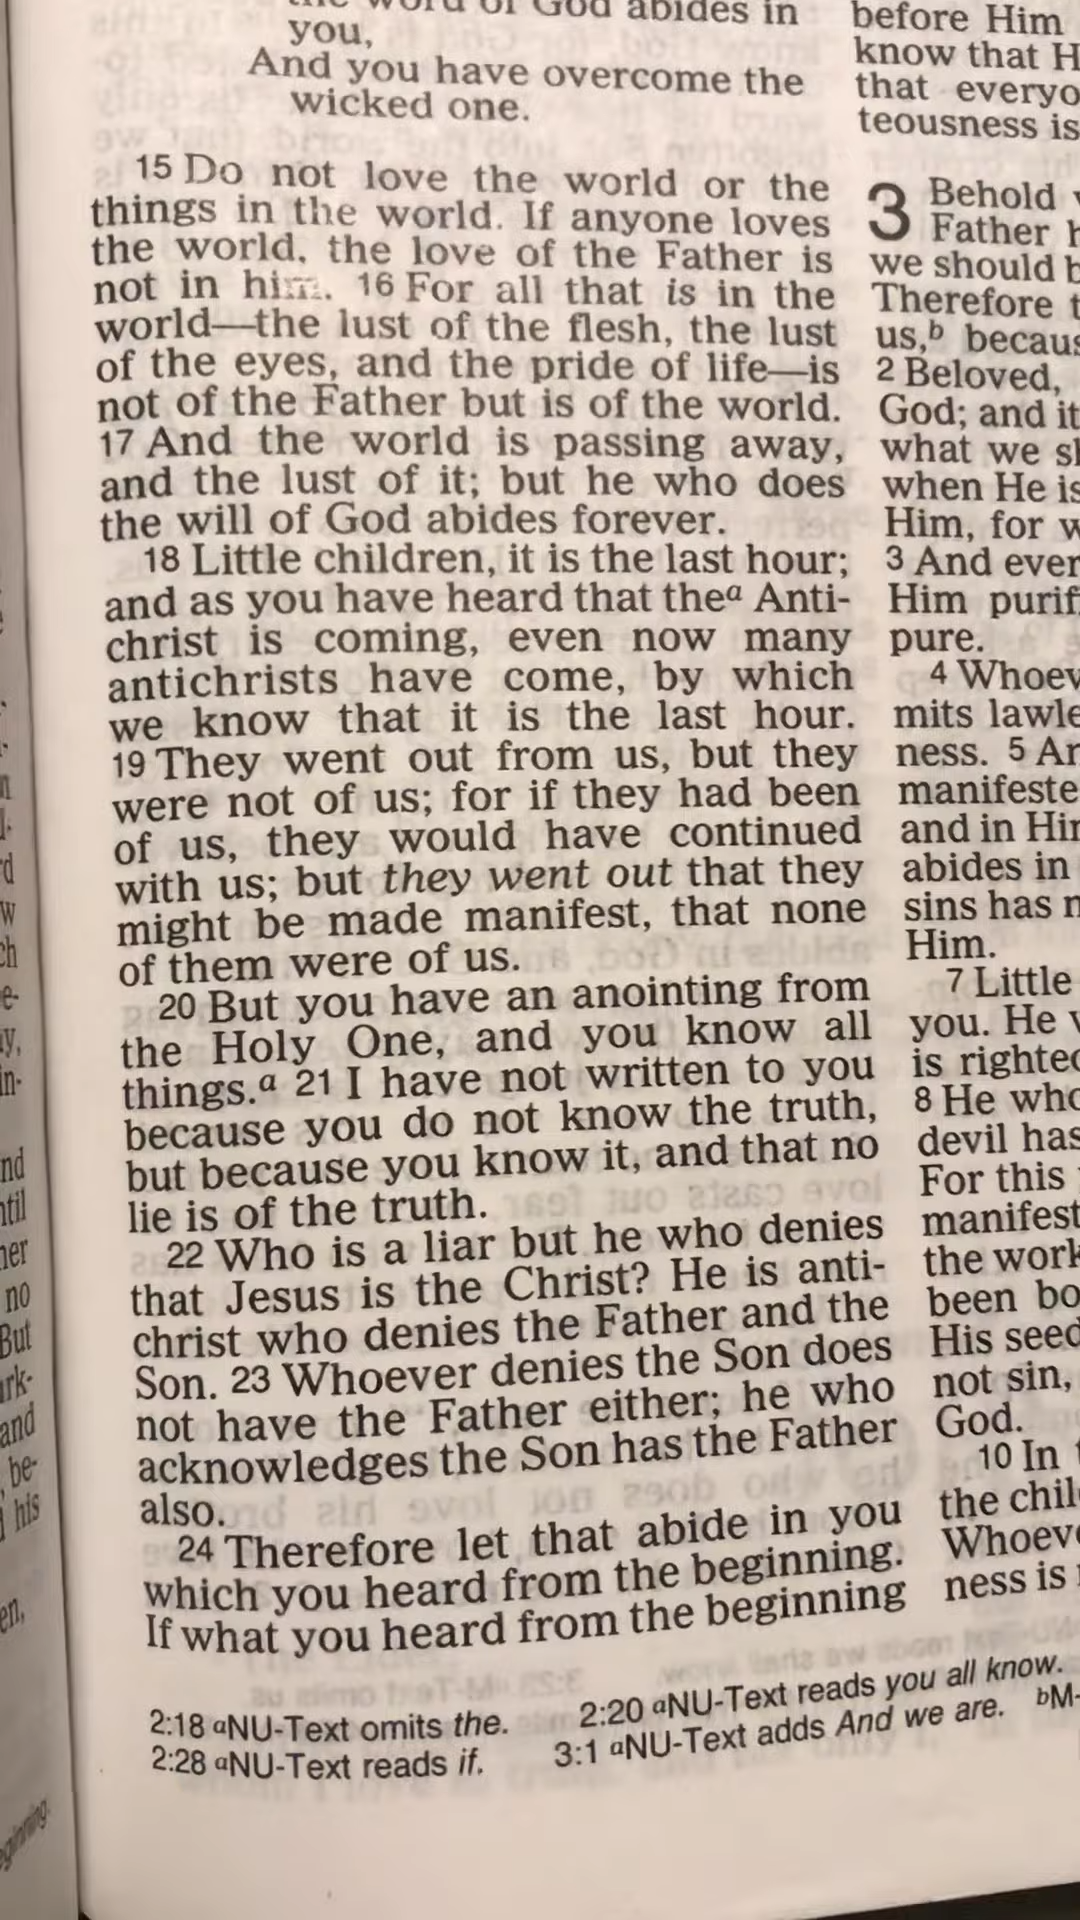 the word of God abides in
you,
And you have overcome the
wicked one.
15 Do not love the world or the
things in the world. If anyone loves
the world, the love of the Father is
not in him. 16 For all that is in the
world—the lust of the flesh, the lust
of the eyes, and the pride of life—is
not of the Father but is of the world.
17 And the world is passing away,
and the lust of it; but he who does
the will of God abides forever.
18 Little children, it is the last hour;
and as you have heard that theᵃ Anti-
christ is coming, even now many
antichrists have come, by which
we know that it is the last hour.
19 They went out from us, but they
were not of us; for if they had been
of us, they would have continued
with us; but they went out that they
might be made manifest, that none
of them were of us.
20 But you have an anointing from
the Holy One, and you know all
things.ᵃ 21 I have not written to you
because you do not know the truth,
but because you know it, and that no
lie is of the truth.
22 Who is a liar but he who denies
that Jesus is the Christ? He is anti-
christ who denies the Father and the
Son. 23 Whoever denies the Son does
not have the Father either; he who
acknowledges the Son has the Father
also.
24 Therefore let that abide in you
which you heard from the beginning.
If what you heard from the beginning
before Him
know that H
that everyo
teousness is
3 Behold
Father h
we should b
Therefore t
us,ᵇ becaus
2 Beloved,
God; and it
what we sh
when He is
Him, for w
3 And ever
Him purif
pure.
4 Whoev
mits lawle
ness. 5 An
manifeste
and in Him
abides in
sins has n
Him.
7 Little
you. He
is righteo
8 He who
devil has
For this
manifest
the work
been bo
His seed
not sin,
God.
10 In
the chil
Whoeve
ness is
2:18 ᵃNU-Text omits the.
2:20 ᵃNU-Text reads you all know.
2:28 ᵃNU-Text reads if.
3:1 ᵃNU-Text adds And we are. ᵇM-